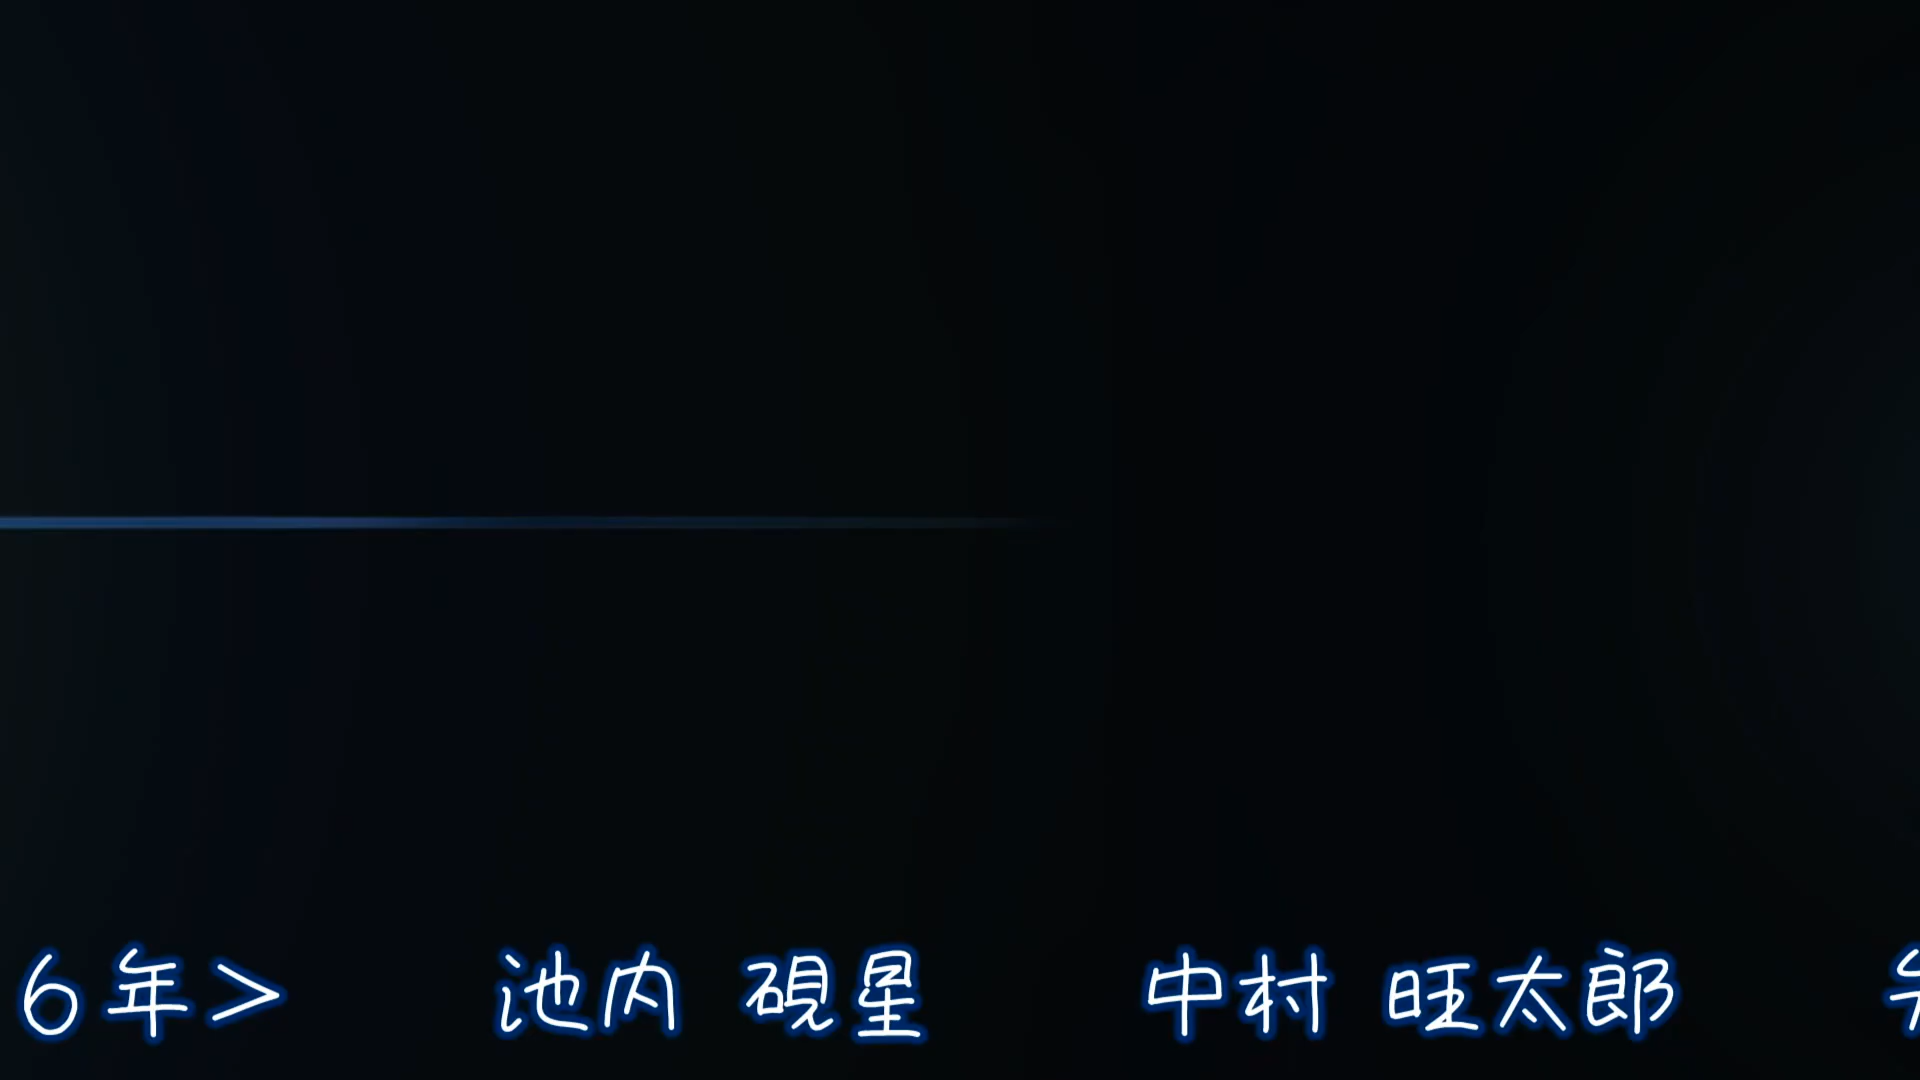 6年>　池内 硯星　中村 旺太郎